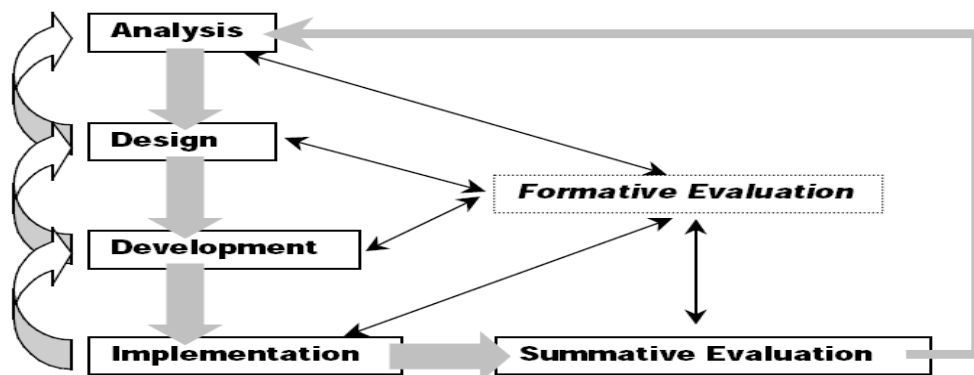 Analysis
Design
Formative Evaluation
Development
Implementation
Summative Evaluation